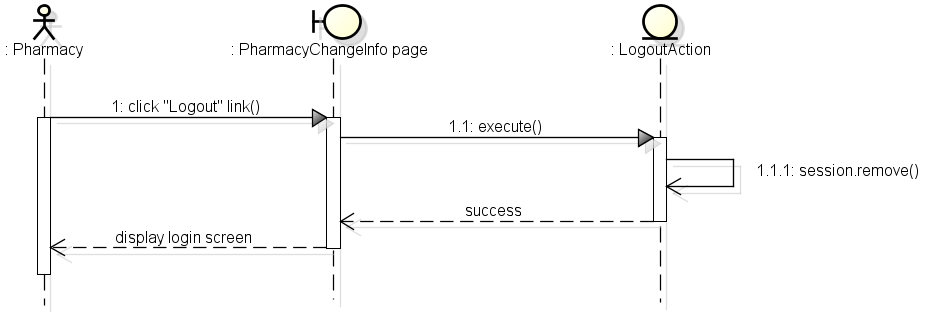 : Pharmacy
: PharmacyChangeInfo page
: LogoutAction
1: click "Logout" link()
1.1: execute()
1.1.1: session.remove()
success
display login screen